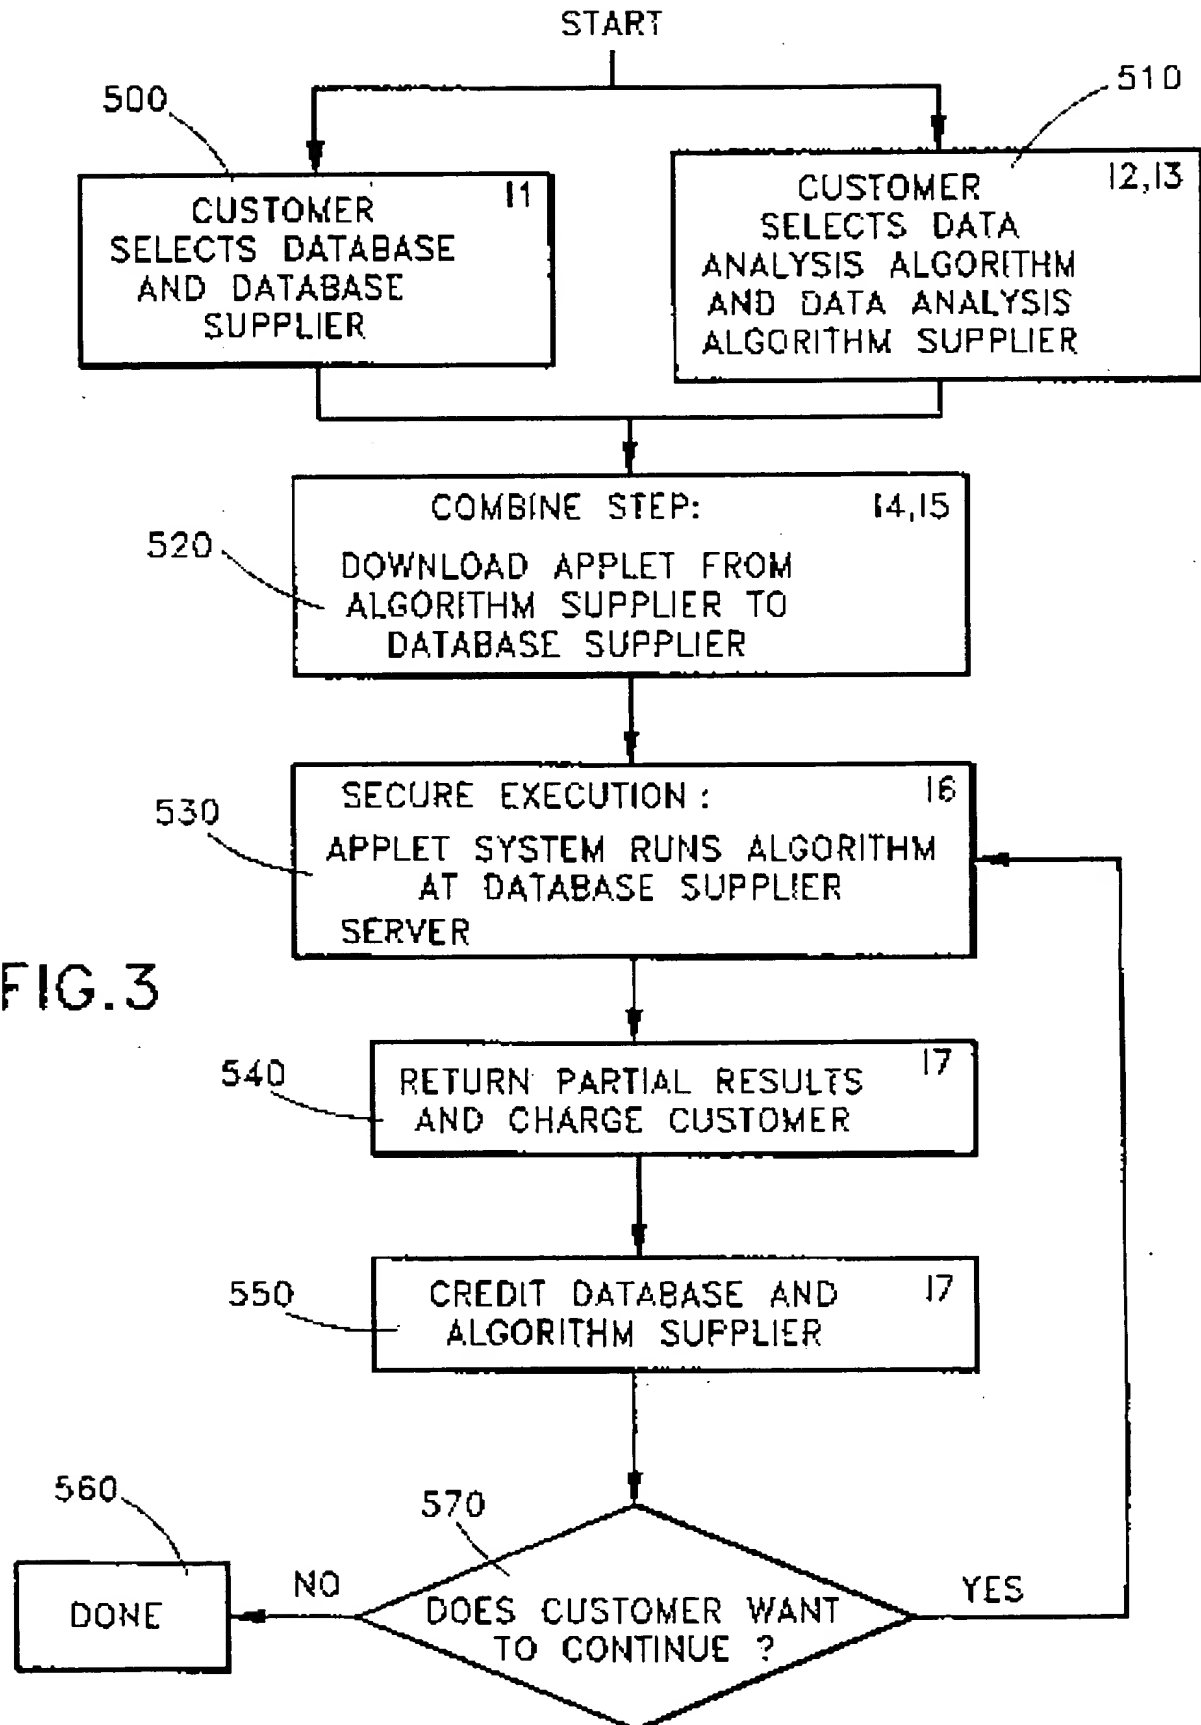 START
500
510
11
CUSTOMER
SELECTS DATABASE
AND DATABASE
SUPPLIER
12,13
CUSTOMER
SELECTS DATA
ANALYSIS ALGORITHM
AND DATA ANALYSIS
ALGORITHM SUPPLIER
520
COMBINE STEP:
14,15
DOWNLOAD APPLET FROM
ALGORITHM SUPPLIER TO
DATABASE SUPPLIER
530
SECURE EXECUTION:
16
APPLET SYSTEM RUNS ALGORITHM
AT DATABASE SUPPLIER
SERVER
FIG.3
540
17
RETURN PARTIAL RESULTS
AND CHARGE CUSTOMER
550
17
CREDIT DATABASE AND
ALGORITHM SUPPLIER
560
570
DONE
NO
DOES CUSTOMER WANT
TO CONTINUE ?
YES